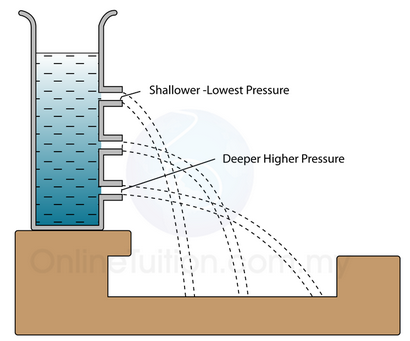 Shallower -Lowest Pressure
Deeper Higher Pressure
OnlineTuition.com.my